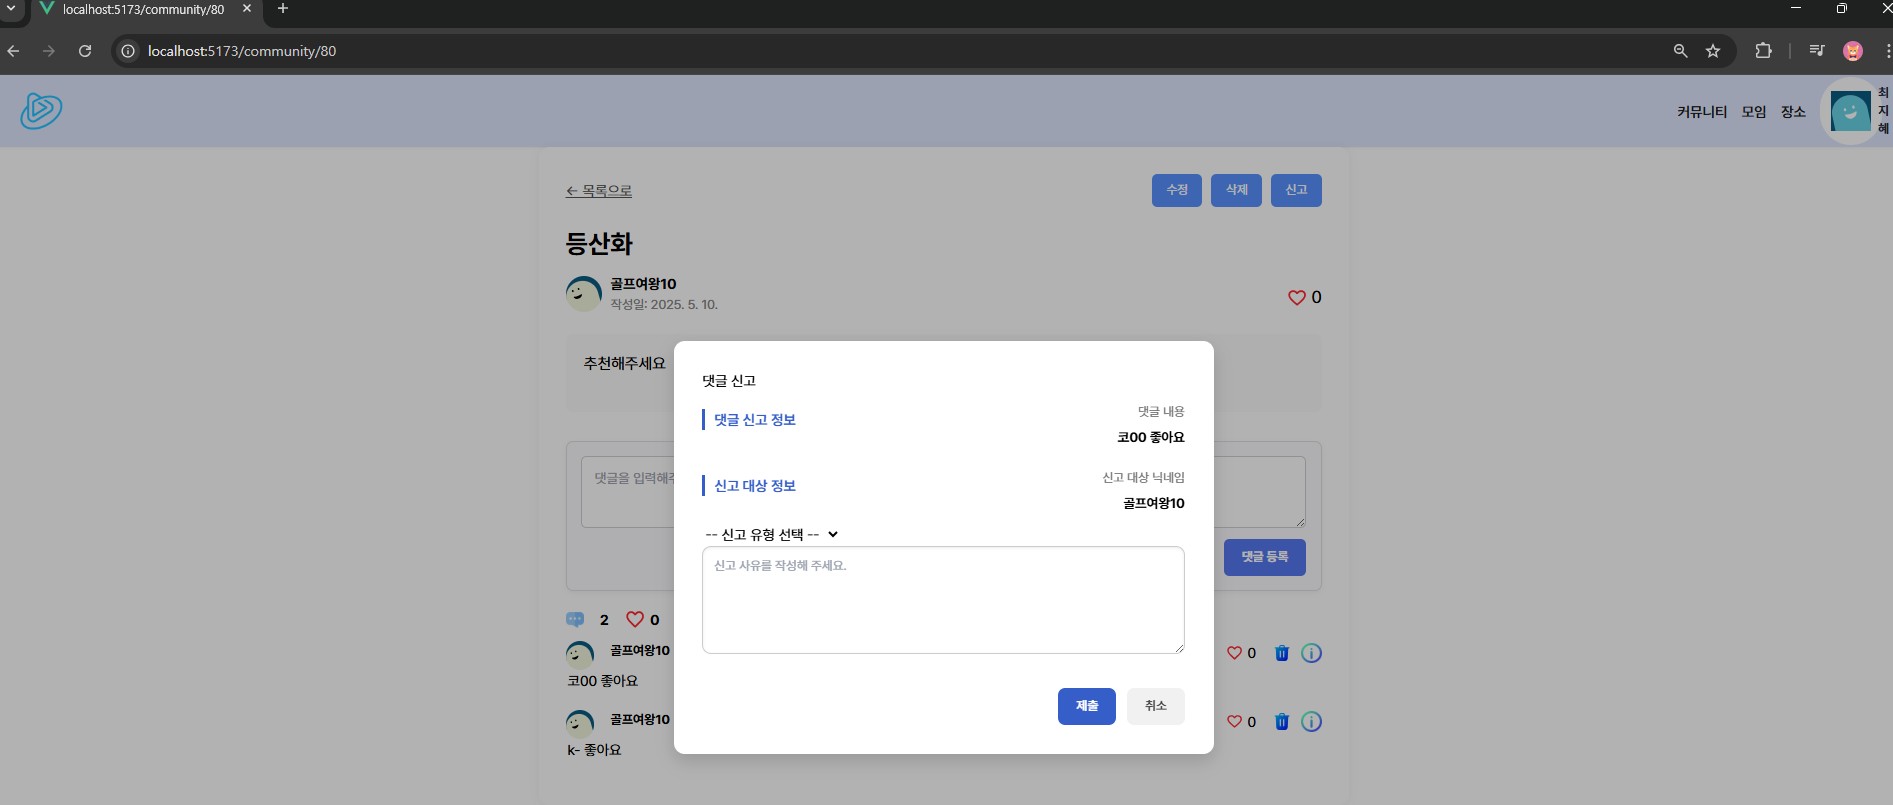 localhost:5173/community/80
localhost:5173/community/80
커뮤니티 모임 장소
최
지
혜
← 목록으로
수정 삭제 신고
등산화
골프여왕10
작성일: 2025. 5. 10.
0
추천해주세요
댓글 신고
댓글 신고 정보
댓글 내용
코00 좋아요
신고 대상 정보
신고 대상 닉네임
골프여왕10
-- 신고 유형 선택 --
신고 사유를 작성해 주세요.
제출 취소
댓글을 입력해
댓글 등록
2 0
골프여왕10
0
코00 좋아요
골프여왕10
0
k- 좋아요